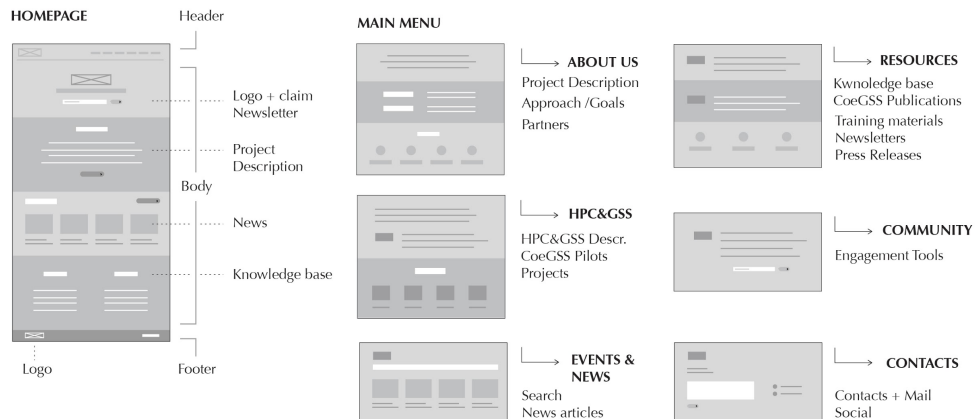 HOMEPAGE
Header
Logo + claim
Newsletter
Project
Description
Body
News
Knowledge base
Logo
Footer
MAIN MENU
ABOUT US
Project Description
Approach /Goals
Partners
HPC&GSS
HPC&GSS Descr.
CoeGSS Pilots
Projects
EVENTS &
NEWS
Search
News articles
RESOURCES
Kwnoledge base
CoeGSS Publications
Training materials
Newsletters
Press Releases
COMMUNITY
Engagement Tools
CONTACTS
Contacts + Mail
Social